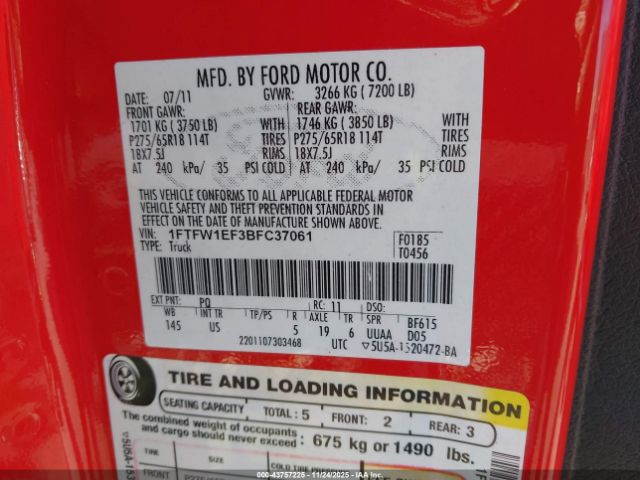 MFD. BY FORD MOTOR CO.
DATE: 07/11 GVWR: 3266 KG ( 7200 LB)
FRONT GAWR: REAR GAWR:
1701 KG ( 3750 LB) WITH 1746 KG ( 3850 LB) WITH
P275/65R18 114T TIRES P275/65R18 114T TIRES
18X7.5J RIMS 18X7.5J RIMS
AT 240 kPa/ 35 PSI COLD AT 240 kPa/ 35 PSI COLD
THIS VEHICLE CONFORMS TO ALL APPLICABLE FEDERAL MOTOR
VEHICLE SAFETY AND THEFT PREVENTION STANDARDS IN
EFFECT ON THE DATE OF MANUFACTURE SHOWN ABOVE.
VIN: 1FTFW1EF3BFC37061 F0185
TYPE: Truck T0456
EXT PNT: PQ RC: 11 DSO:
WB INT TR TP/PS R AXLE TR SPR BF615
145 US 5 19 6 UUAA D05
2201107303468 UTC ▽5U5A-1520472-BA
TIRE AND LOADING INFORMATION
SEATING CAPACITY TOTAL: 5 FRONT: 2 REAR: 3
The combined weight of occupants
and cargo should never exceed: 675 kg or 1490 lbs.
TIRE SIZE
FRONT
IAA: 43757225 - 11/24/2025 - IAAI.COM